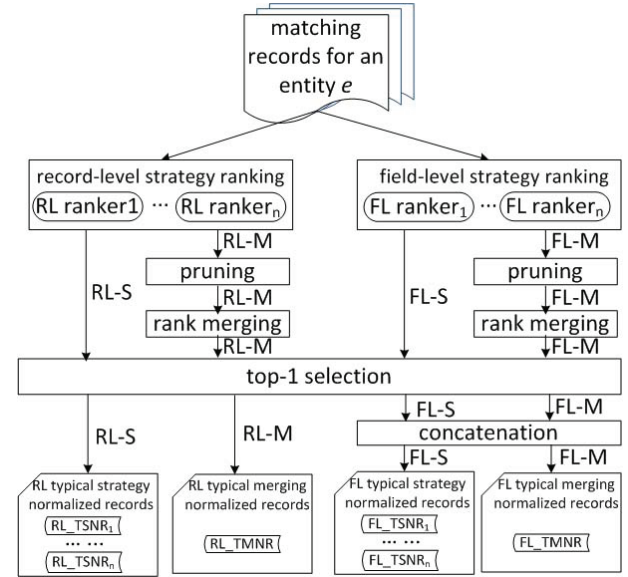 matching
records for an
entity e
record-level strategy ranking
RL ranker1 ... RL rankerₙ
field-level strategy ranking
FL ranker₁ ... FL rankerₙ
RL-M
FL-M
pruning
pruning
RL-S
RL-M
FL-S
FL-M
rank merging
rank merging
RL-M
FL-M
top-1 selection
RL-S
RL-M
FL-S
FL-M
concatenation
FL-S
FL-M
RL typical strategy
normalized records
RL_TSNR₁
... ...
RL_TSNRₙ
RL typical merging
normalized records
RL_TMNR
FL typical strategy
normalized records
FL_TSNR₁
... ...
FL_TSNRₙ
FL typical merging
normalized records
FL_TMNR